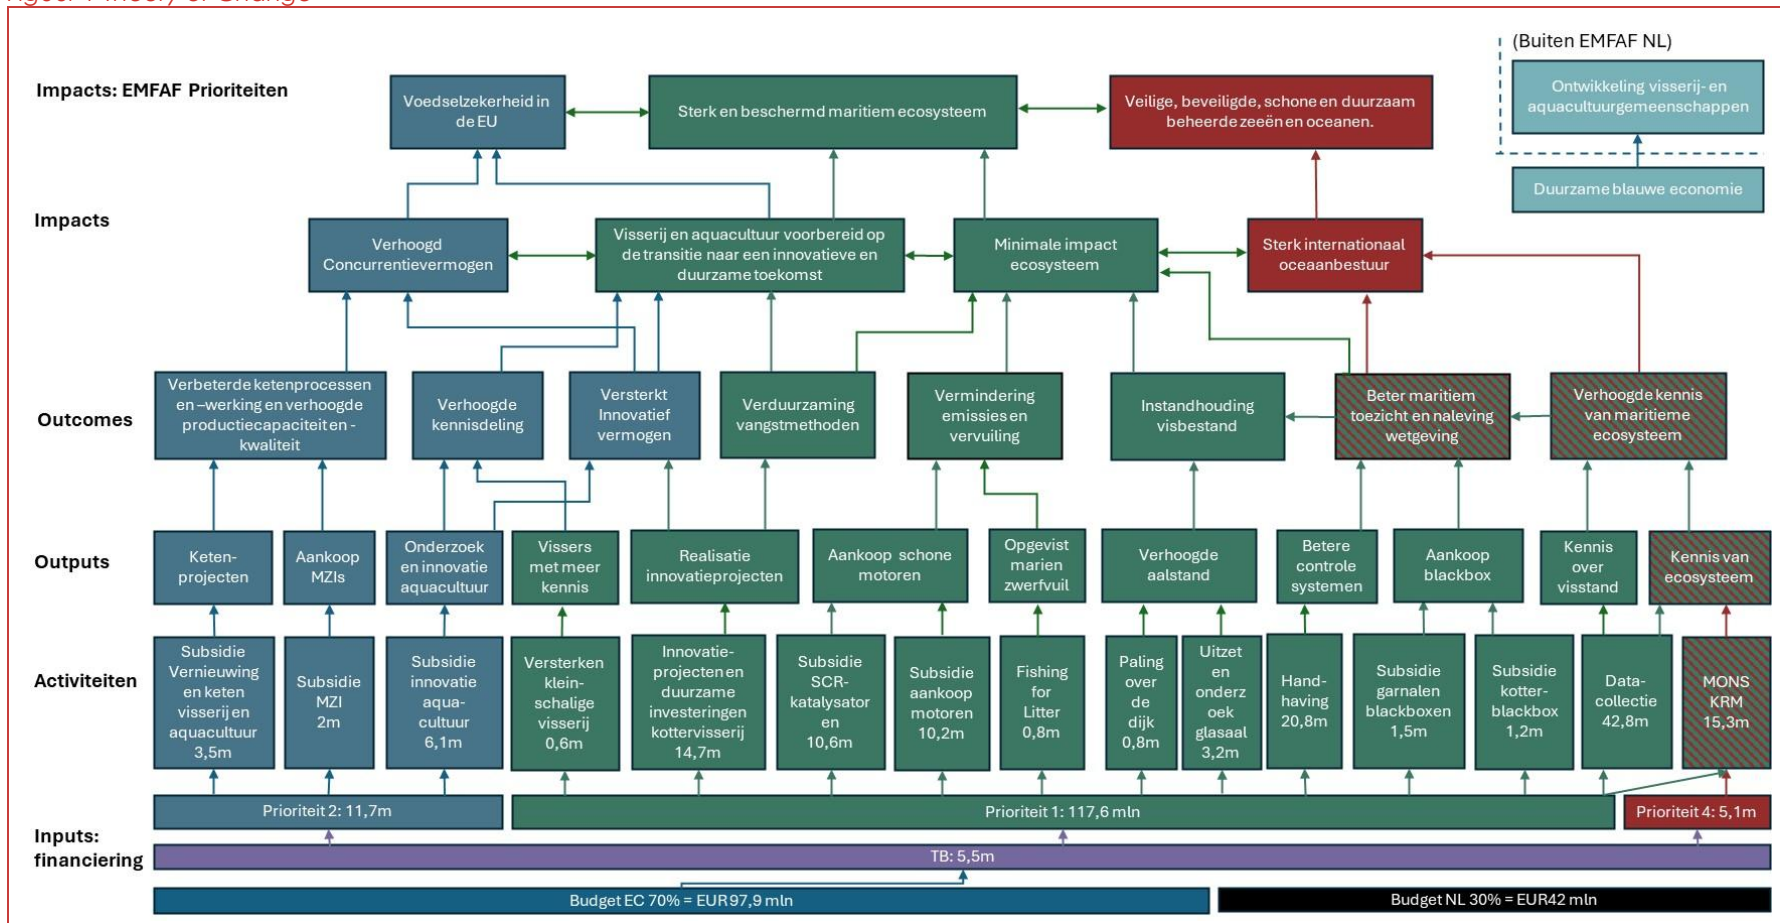 Figuur 1 Theory of Change
(Buiten EMFAF NL)
Impacts: EMFAF Prioriteiten
Voedselzekerheid in
de EU
Sterk en beschermd maritiem ecosysteem
Veilige, beveiligde, schone en duurzaam
beheerde zeeën en oceanen.
Ontwikkeling visserij- en
aquacultuurgemeenschappen
Duurzame blauwe economie
Impacts
Verhoogd
Concurrentievermogen
Visserij en aquacultuur voorbereid op
de transitie naar een innovatieve en
duurzame toekomst
Minimale impact
ecosysteem
Sterk internationaal
oceaanbestuur
Outcomes
Verbeterde ketenprocessen
en –werking en verhoogde
productiecapaciteit en -
kwaliteit
Verhoogde
kennisdeling
Versterkt
Innovatief
vermogen
Verduurzaming
vangstmethoden
Vermindering
emissies en
vervuiling
Instandhouding
visbestand
Beter maritiem
toezicht en naleving
wetgeving
Verhoogde kennis
van maritieme
ecosysteem
Outputs
Keten-
projecten
Aankoop
MZIs
Onderzoek
en innovatie
aquacultuur
Vissers
met meer
kennis
Realisatie
innovatieprojecten
Aankoop schone
motoren
Opgevist
marien
zwerfvuil
Verhoogde
aalstand
Betere
controle
systemen
Aankoop
blackbox
Kennis
over
visstand
Kennis van
ecosysteem
Activiteiten
Subsidie
Vernieuwing
en keten
visserij en
aquacultuur
3,5m
Subsidie
MZI
2m
Subsidie
innovatie
aqua-
cultuur
6,1m
Versterken
klein-
schalige
visserij
0,6m
Innovatie-
projecten en
duurzame
investeringen
kottervisserij
14,7m
Subsidie
SCR-
katalysator
en
10,6m
Subsidie
aankoop
motoren
10,2m
Fishing
for
Litter
0,8m
Paling
over
de
dijk
0,8m
Uitzet
en
onderz
oek
glasaal
3,2m
Hand-
having
20,8m
Subsidie
garnalen
blackboxen
1,5m
Subsidie
kotter-
blackbox
1,2m
Data-
collectie
42,8m
MONS
KRM
15,3m
Inputs:
financiering
Prioriteit 2: 11,7m
Prioriteit 1: 117,6 mln
Prioriteit 4: 5,1m
TB: 5,5m
Budget EC 70% = EUR 97,9 mln
Budget NL 30% = EUR42 mln